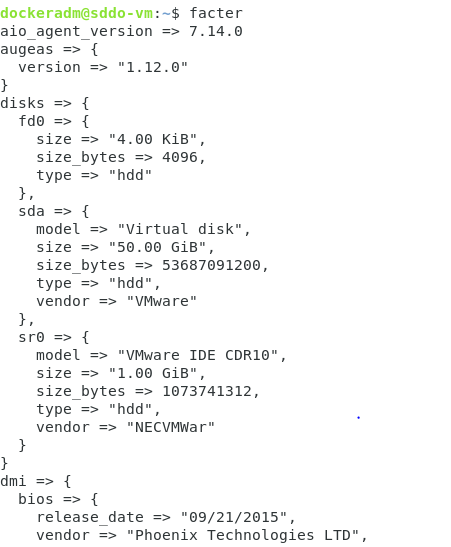 dockeradm@sddo-vm:~$ facter
aio_agent_version => 7.14.0
augeas => {
  version => "1.12.0"
}
disks => {
  fd0 => {
    size => "4.00 KiB",
    size_bytes => 4096,
    type => "hdd"
  },
  sda => {
    model => "Virtual disk",
    size => "50.00 GiB",
    size_bytes => 53687091200,
    type => "hdd",
    vendor => "VMware"
  },
  sr0 => {
    model => "VMware IDE CDR10",
    size => "1.00 GiB",
    size_bytes => 1073741312,
    type => "hdd",
    vendor => "NECVMWar"
  }
}
dmi => {
  bios => {
    release_date => "09/21/2015",
    vendor => "Phoenix Technologies LTD",